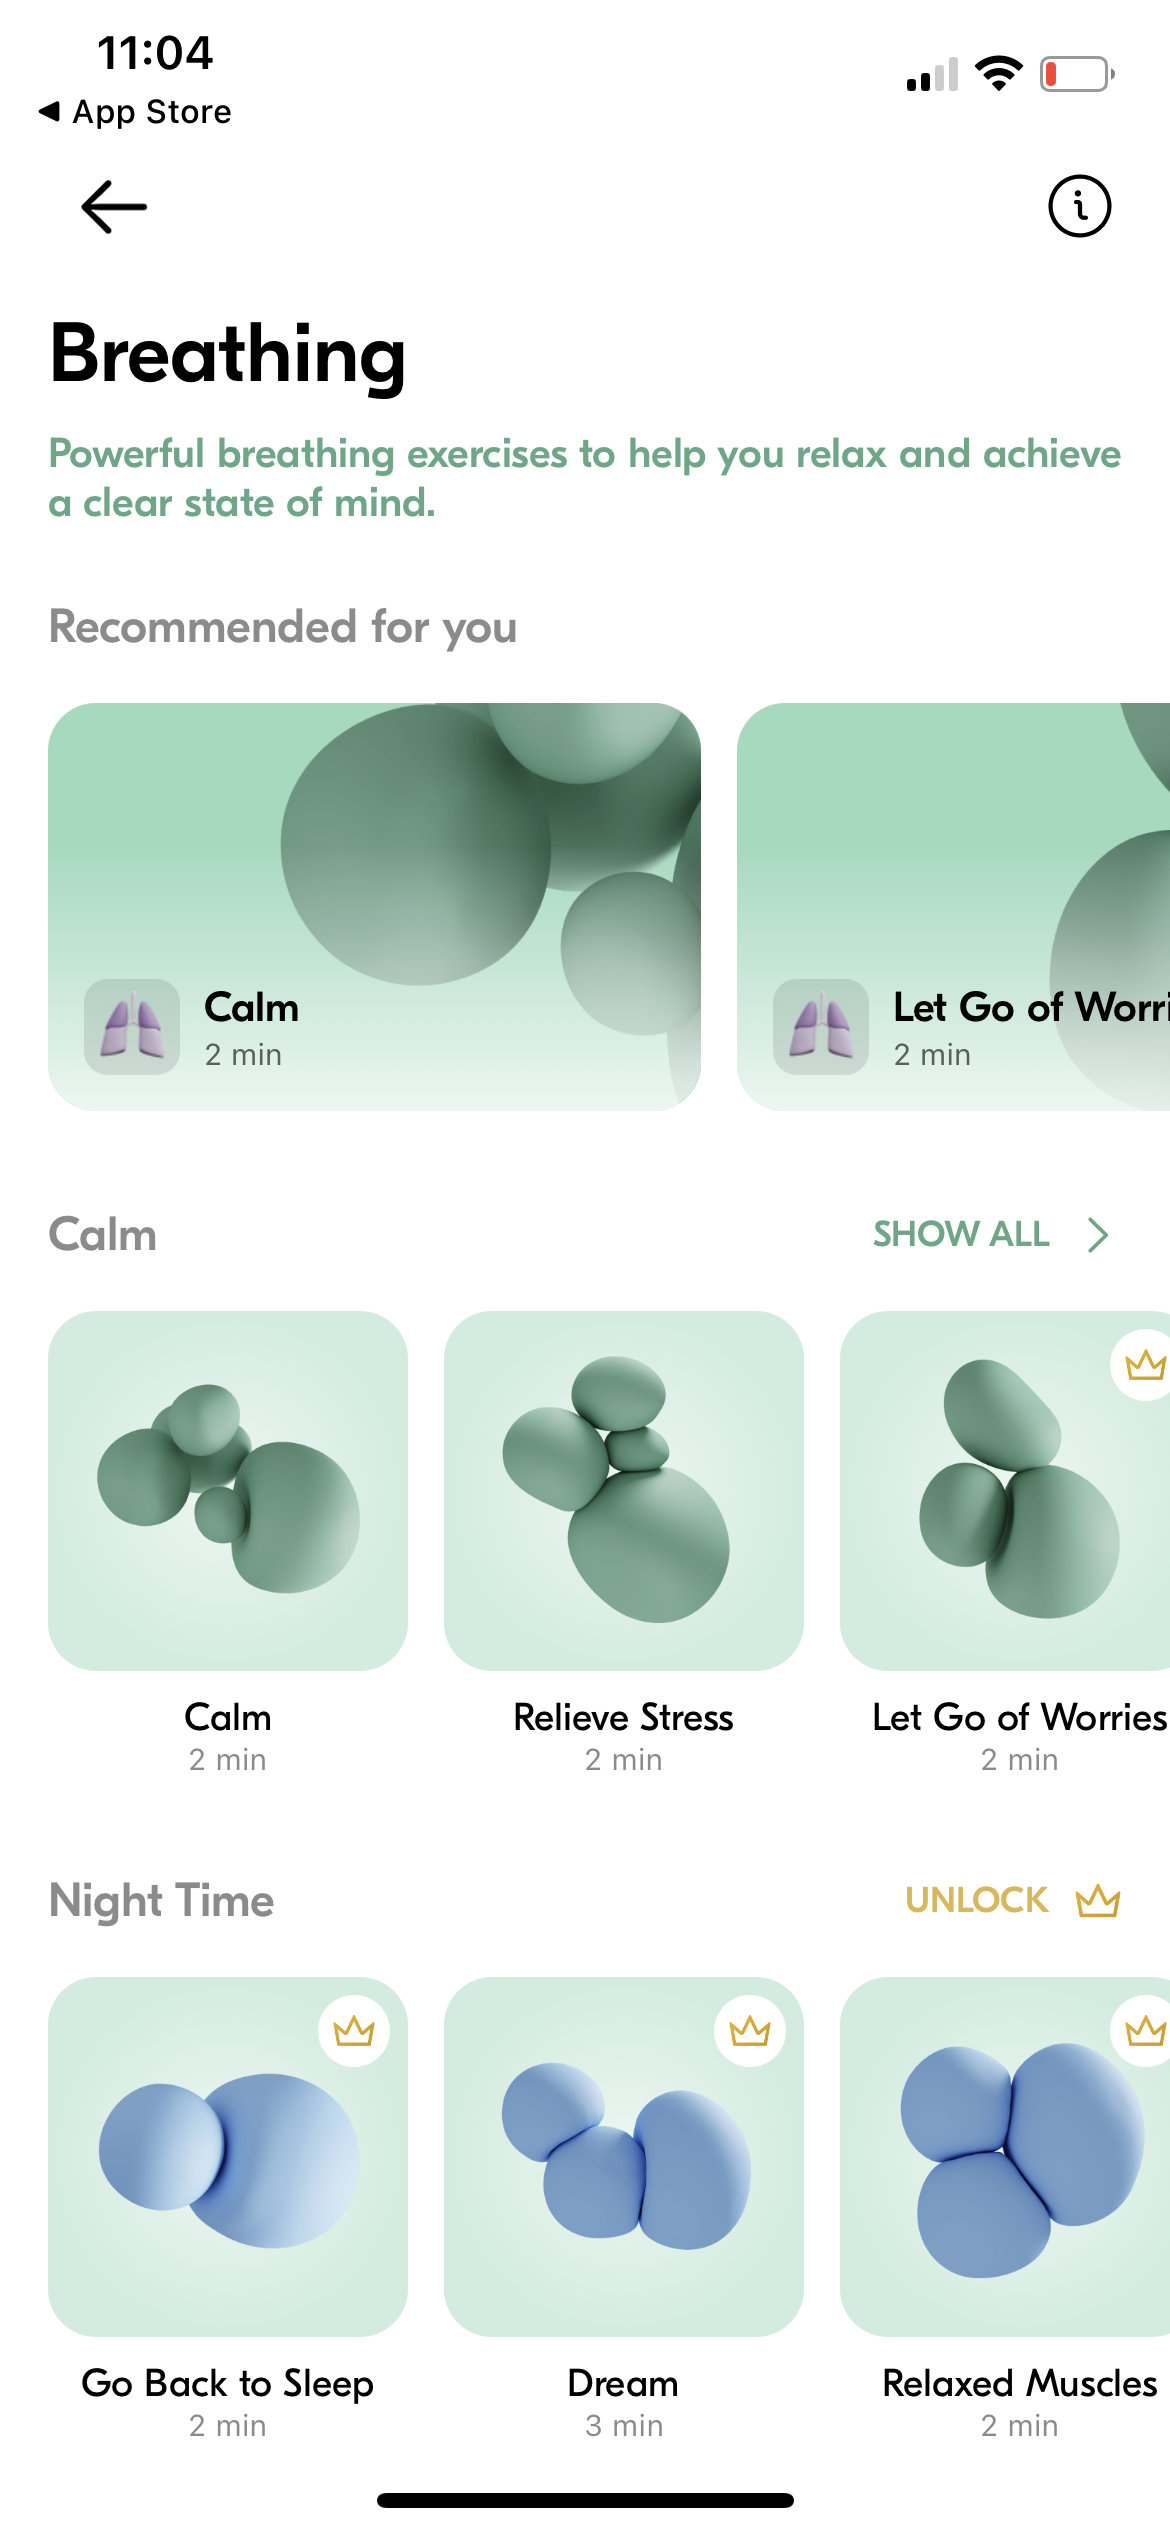 11:04
App Store
Breathing
Powerful breathing exercises to help you relax and achieve
a clear state of mind.
Recommended for you
Calm
2 min
Let Go of Worri
2 min
Calm
SHOW ALL
Calm
2 min
Relieve Stress
2 min
Let Go of Worries
2 min
Night Time
UNLOCK
Go Back to Sleep
2 min
Dream
3 min
Relaxed Muscles
2 min